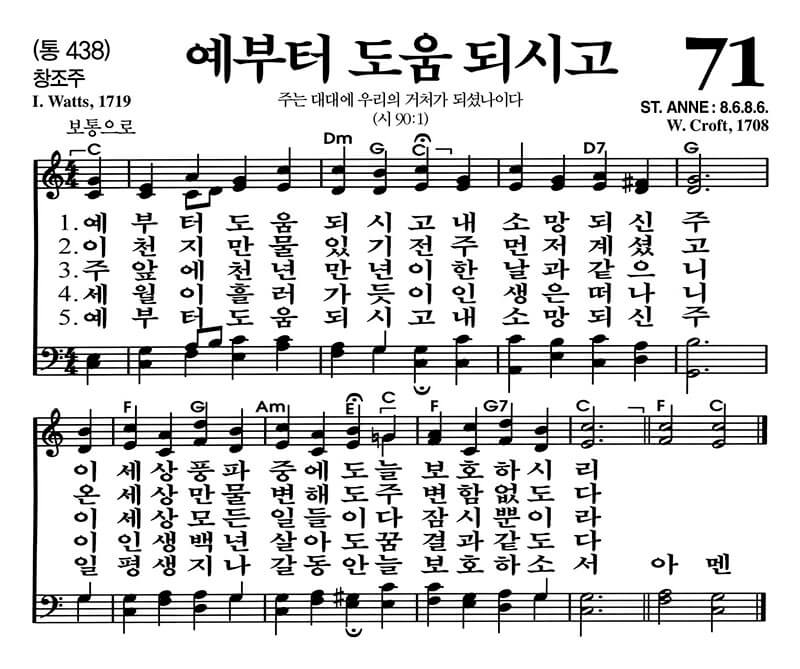 (통 438)
예부터 도움 되시고
71
창조주
I. Watts, 1719
주는 대대에 우리의 거처가 되셨나이다
(시 90:1)
ST. ANNE : 8.6.8.6.
W. Croft, 1708
보통으로
C Dm G C D7 G
1. 예 부 터 도 움 되 시 고 내 소 망 되 신 주
2. 이 천 지 만 물 있 기 전 주 먼 저 계 셨 고
3. 주 앞 에 천 년 만 년 이 한 날 과 같 으 니
4. 세 월 이 흘 러 가 듯 이 인 생 은 떠 나 니
5. 예 부 터 도 움 되 시 고 내 소 망 되 신 주
F G Am E C F G7 C F C
이 세 상 풍 파 중 에 도 늘 보 호 하 시 리
온 세 상 만 물 변 해 도 주 변 함 없 도 다
이 세 상 모 든 일 들 이 다 잠 시 뿐 이 라
이 인 생 백 년 살 아 도 꿈 결 과 같 도 다
일 평 생 지 나 갈 동 안 늘 보 호 하 소 서 아 멘